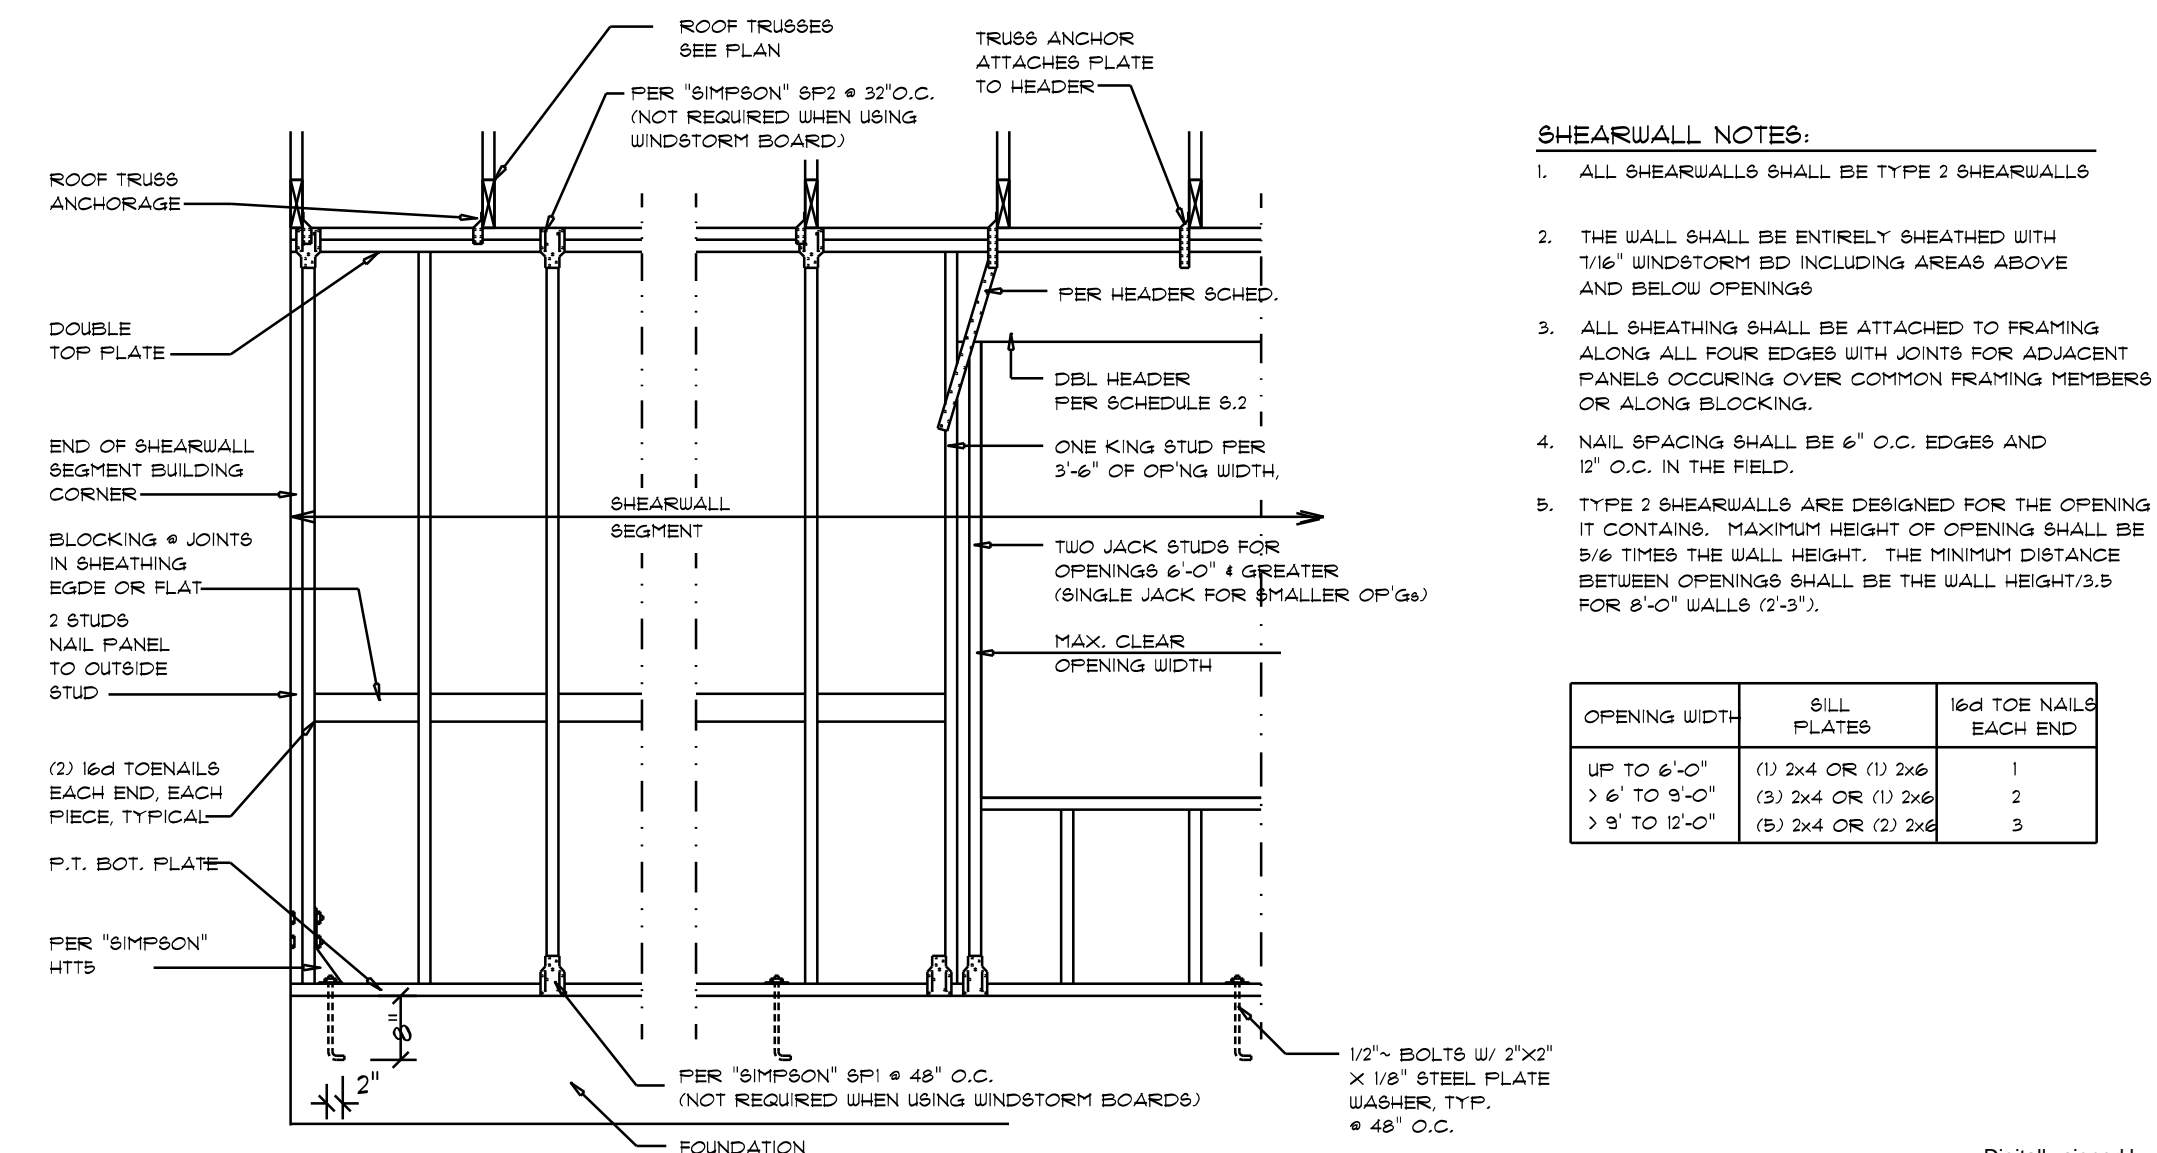 ROOF TRUSSES
SEE PLAN
TRUSS ANCHOR
ATTACHES PLATE
TO HEADER
PER "SIMPSON" SP2 @ 32"O.C.
(NOT REQUIRED WHEN USING
WINDSTORM BOARD)
ROOF TRUSS
ANCHORAGE
DOUBLE
TOP PLATE
END OF SHEARWALL
SEGMENT BUILDING
CORNER
BLOCKING @ JOINTS
IN SHEATHING
EGDE OR FLAT
2 STUDS
NAIL PANEL
TO OUTSIDE
STUD
(2) 16d TOENAILS
EACH END, EACH
PIECE, TYPICAL
P.T. BOT. PLATE
PER "SIMPSON"
HTT5
8"
2"
SHEARWALL
SEGMENT
PER HEADER SCHED.
DBL HEADER
PER SCHEDULE S.2
ONE KING STUD PER
3'-6" OF OP'NG WIDTH,
TWO JACK STUDS FOR
OPENINGS 6'-0" & GREATER
(SINGLE JACK FOR SMALLER OP'Gs)
MAX. CLEAR
OPENING WIDTH
PER "SIMPSON" SP1 @ 48" O.C.
(NOT REQUIRED WHEN USING WINDSTORM BOARDS)
FOUNDATION
1/2"~ BOLTS W/ 2"X2"
X 1/8" STEEL PLATE
WASHER, TYP.
@ 48" O.C.
SHEARWALL NOTES:
1. ALL SHEARWALLS SHALL BE TYPE 2 SHEARWALLS
2. THE WALL SHALL BE ENTIRELY SHEATHED WITH
7/16" WINDSTORM BD INCLUDING AREAS ABOVE
AND BELOW OPENINGS
3. ALL SHEATHING SHALL BE ATTACHED TO FRAMING
ALONG ALL FOUR EDGES WITH JOINTS FOR ADJACENT
PANELS OCCURING OVER COMMON FRAMING MEMBERS
OR ALONG BLOCKING.
4. NAIL SPACING SHALL BE 6" O.C. EDGES AND
12" O.C. IN THE FIELD.
5. TYPE 2 SHEARWALLS ARE DESIGNED FOR THE OPENING
IT CONTAINS. MAXIMUM HEIGHT OF OPENING SHALL BE
5/6 TIMES THE WALL HEIGHT. THE MINIMUM DISTANCE
BETWEEN OPENINGS SHALL BE THE WALL HEIGHT/3.5
FOR 8'-0" WALLS (2'-3").
OPENING WIDTH SILL PLATES 16d TOE NAILS EACH END
UP TO 6'-0" (1) 2x4 OR (1) 2x6 1
> 6' TO 9'-0" (3) 2x4 OR (1) 2x6 2
> 9' TO 12'-0" (5) 2x4 OR (2) 2x6 3